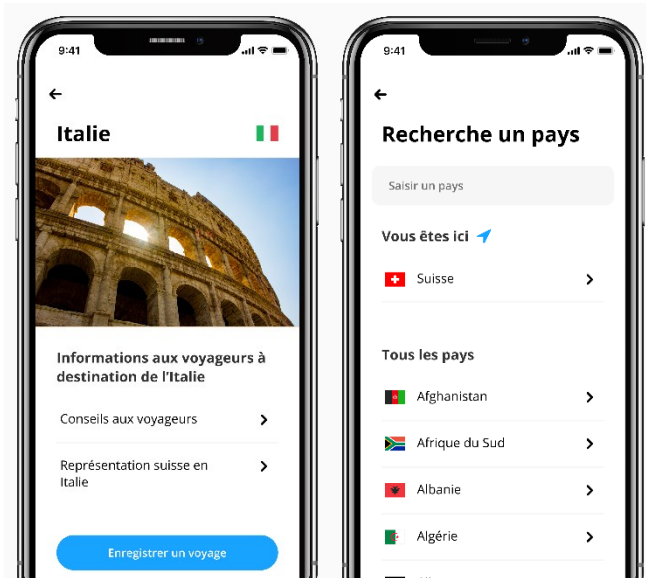 9:41
Italie
Informations aux voyageurs à
destination de l'Italie
Conseils aux voyageurs
Représentation suisse en
Italie
Enregistrer un voyage
9:41
Recherche un pays
Saisir un pays
Vous êtes ici
Suisse
Tous les pays
Afghanistan
Afrique du Sud
Albanie
Algérie